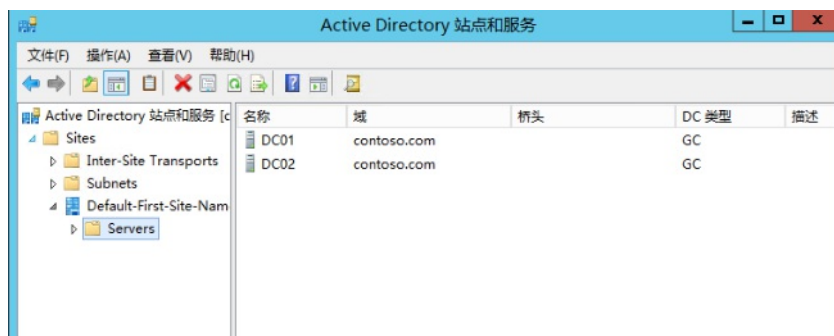 Active Directory 站点和服务
文件(F) 操作(A) 查看(V) 帮助(H)
Active Directory 站点和服务 [c
Sites
Inter-Site Transports
Subnets
Default-First-Site-Nam
Servers
名称 域 桥头 DC 类型 描述
DC01 contoso.com GC
DC02 contoso.com GC